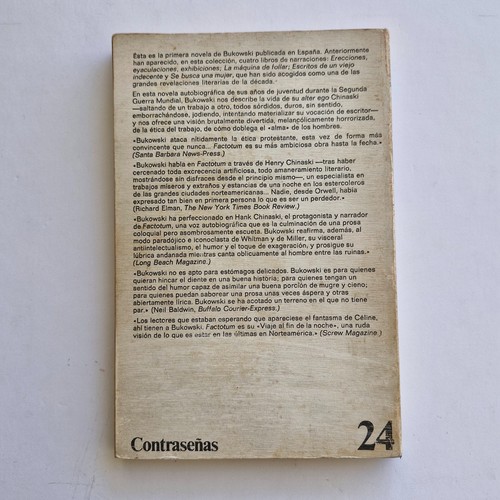 Ésta es la primera novela de Bukowski publicada en España. Anteriormente
han aparecido, en esta colección, cuatro libros de narraciones: Erecciones,
eyaculaciones, exhibiciones; La máquina de follar; Escritos de un viejo
indecente y Se busca una mujer, que han sido acogidos como una de las
grandes revelaciones literarias de la década.
En esta novela autobiográfica de sus años de juventud durante la Segunda
Guerra Mundial, Bukowski nos describe la vida de su alter ego Chinaski
—saltando de un trabajo a otro, todos sórdidos, duros, sin sentido,
emborrachándose, jodiendo, intentando materializar su vocación de escritor—
y nos ofrece una visión brutalmente divertida, melancólicamente horrorizada,
de la ética del trabajo, de cómo doblega el «alma» de los hombres.
«Bukowski ataca nítidamente la ética protestante, esta vez de forma más
convincente que nunca... Factotum es su más ambiciosa obra hasta la fecha.»
(Santa Barbara News-Press.)
«Bukowski habla en Factotum a través de Henry Chinaski —tras haber
cercenado toda excrecencia artificiosa, todo amaneramiento literario,
mostrándose sin disfraces desde el principio mismo—, un especialista en
trabajos míseros y extraños y estancias de una noche en los estercoleros
de las grandes ciudades norteamericanas... Nadie, desde Orwell, había
expresado tan bien en primera persona lo que es ser un perdedor.»
(Richard Elman, The New York Times Book Review.)
«Bukowski ha perfeccionado en Hank Chinaski, el protagonista y narrador
de Factotum, una voz autobiográfica que es la culminación de una prosa
coloquial pero asombrosamente escueta. Bukowski reafirma, además, al
modo paradójico e iconoclasta de Whitman y de Miller, su visceral
antiintelectualismo, el humor y el toque de exageración, y prosigue su
lúbrica andanada mientras canta oblicuamente al hombre entre las ruinas.»
(Long Beach Magazine.)
«Bukowski no es apto para estómagos delicados. Bukowski es para quienes
quieran hincar el diente en una buena historia; para quienes tengan un
sentido del humor capaz de asimilar una buena porción de mugre y cieno;
para quienes puedan saborear una prosa unas veces áspera y otras
abiertamente lírica. Bukowski se ha acotado un terreno en el que no tiene
par.» (Neil Baldwin, Buffalo Courier-Express.)
«Los lectores que estaban esperando que apareciese el fantasma de Céline,
ahí tienen a Bukowski. Factotum es su «Viaje al fin de la noche», una ruda
visión de lo que es estar en las últimas en Norteamérica.» (Screw Magazine.)
Contraseñas 24